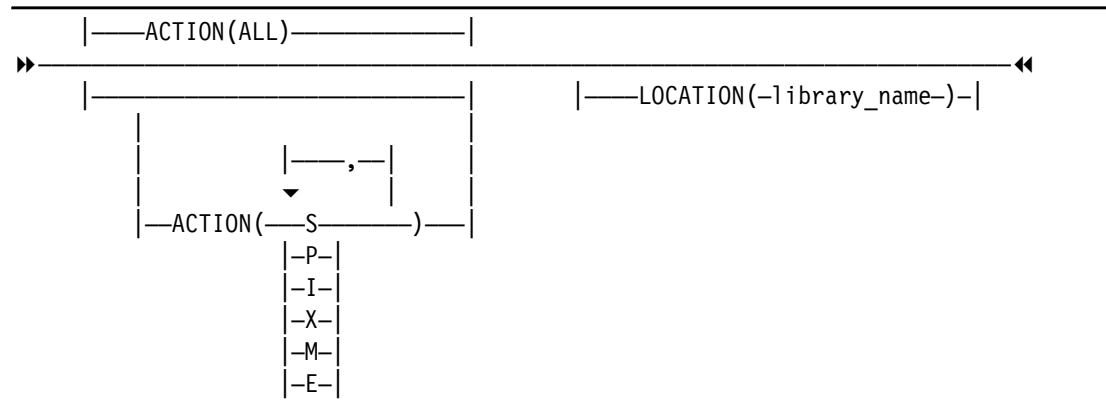 ACTION(ALL)
LOCATION(library_name)
,
ACTION(S)
P
I
X
M
E